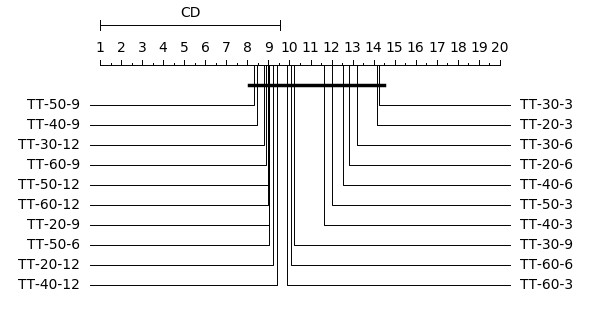 CD
1 2 3 4 5 6 7 8 9 10 11 12 13 14 15 16 17 18 19 20
TT-50-9 TT-30-3
TT-40-9 TT-20-3
TT-30-12 TT-30-6
TT-60-9 TT-20-6
TT-50-12 TT-40-6
TT-60-12 TT-50-3
TT-20-9 TT-40-3
TT-50-6 TT-30-9
TT-20-12 TT-60-6
TT-40-12 TT-60-3